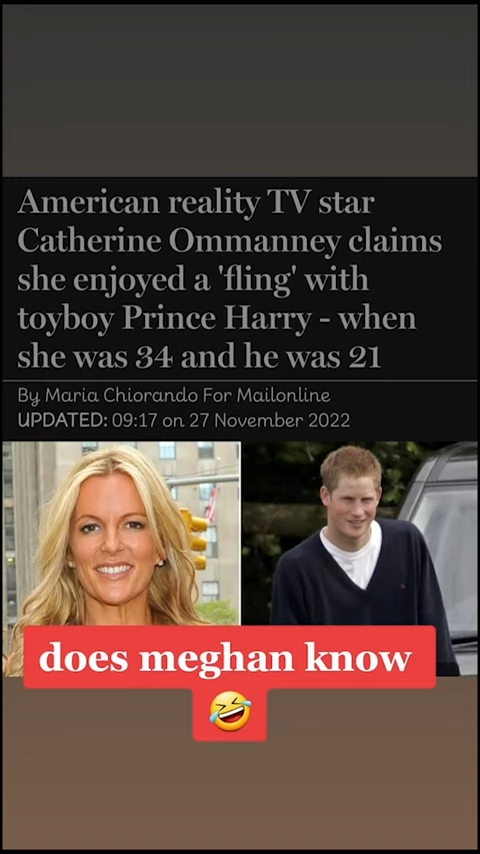 American reality TV star
Catherine Ommanney claims
she enjoyed a 'fling' with
toyboy Prince Harry - when
she was 34 and he was 21
By Maria Chiorando For Mailonline
UPDATED: 09:17 on 27 November 2022
does meghan know
🤣